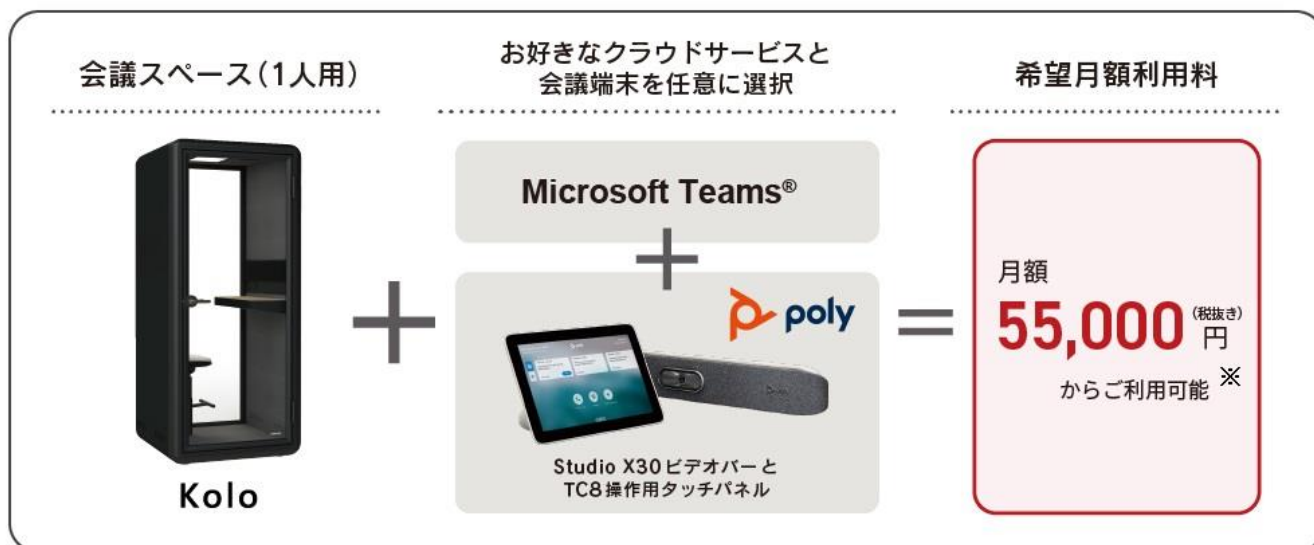 会議スペース(1人用)
お好きなクラウドサービスと
会議端末を任意に選択
希望月額利用料
Microsoft Teams®
poly
Studio X30 ビデオバーと
TC8操作用タッチパネル
Kolo
月額
55,000円(税抜き)
からご利用可能※